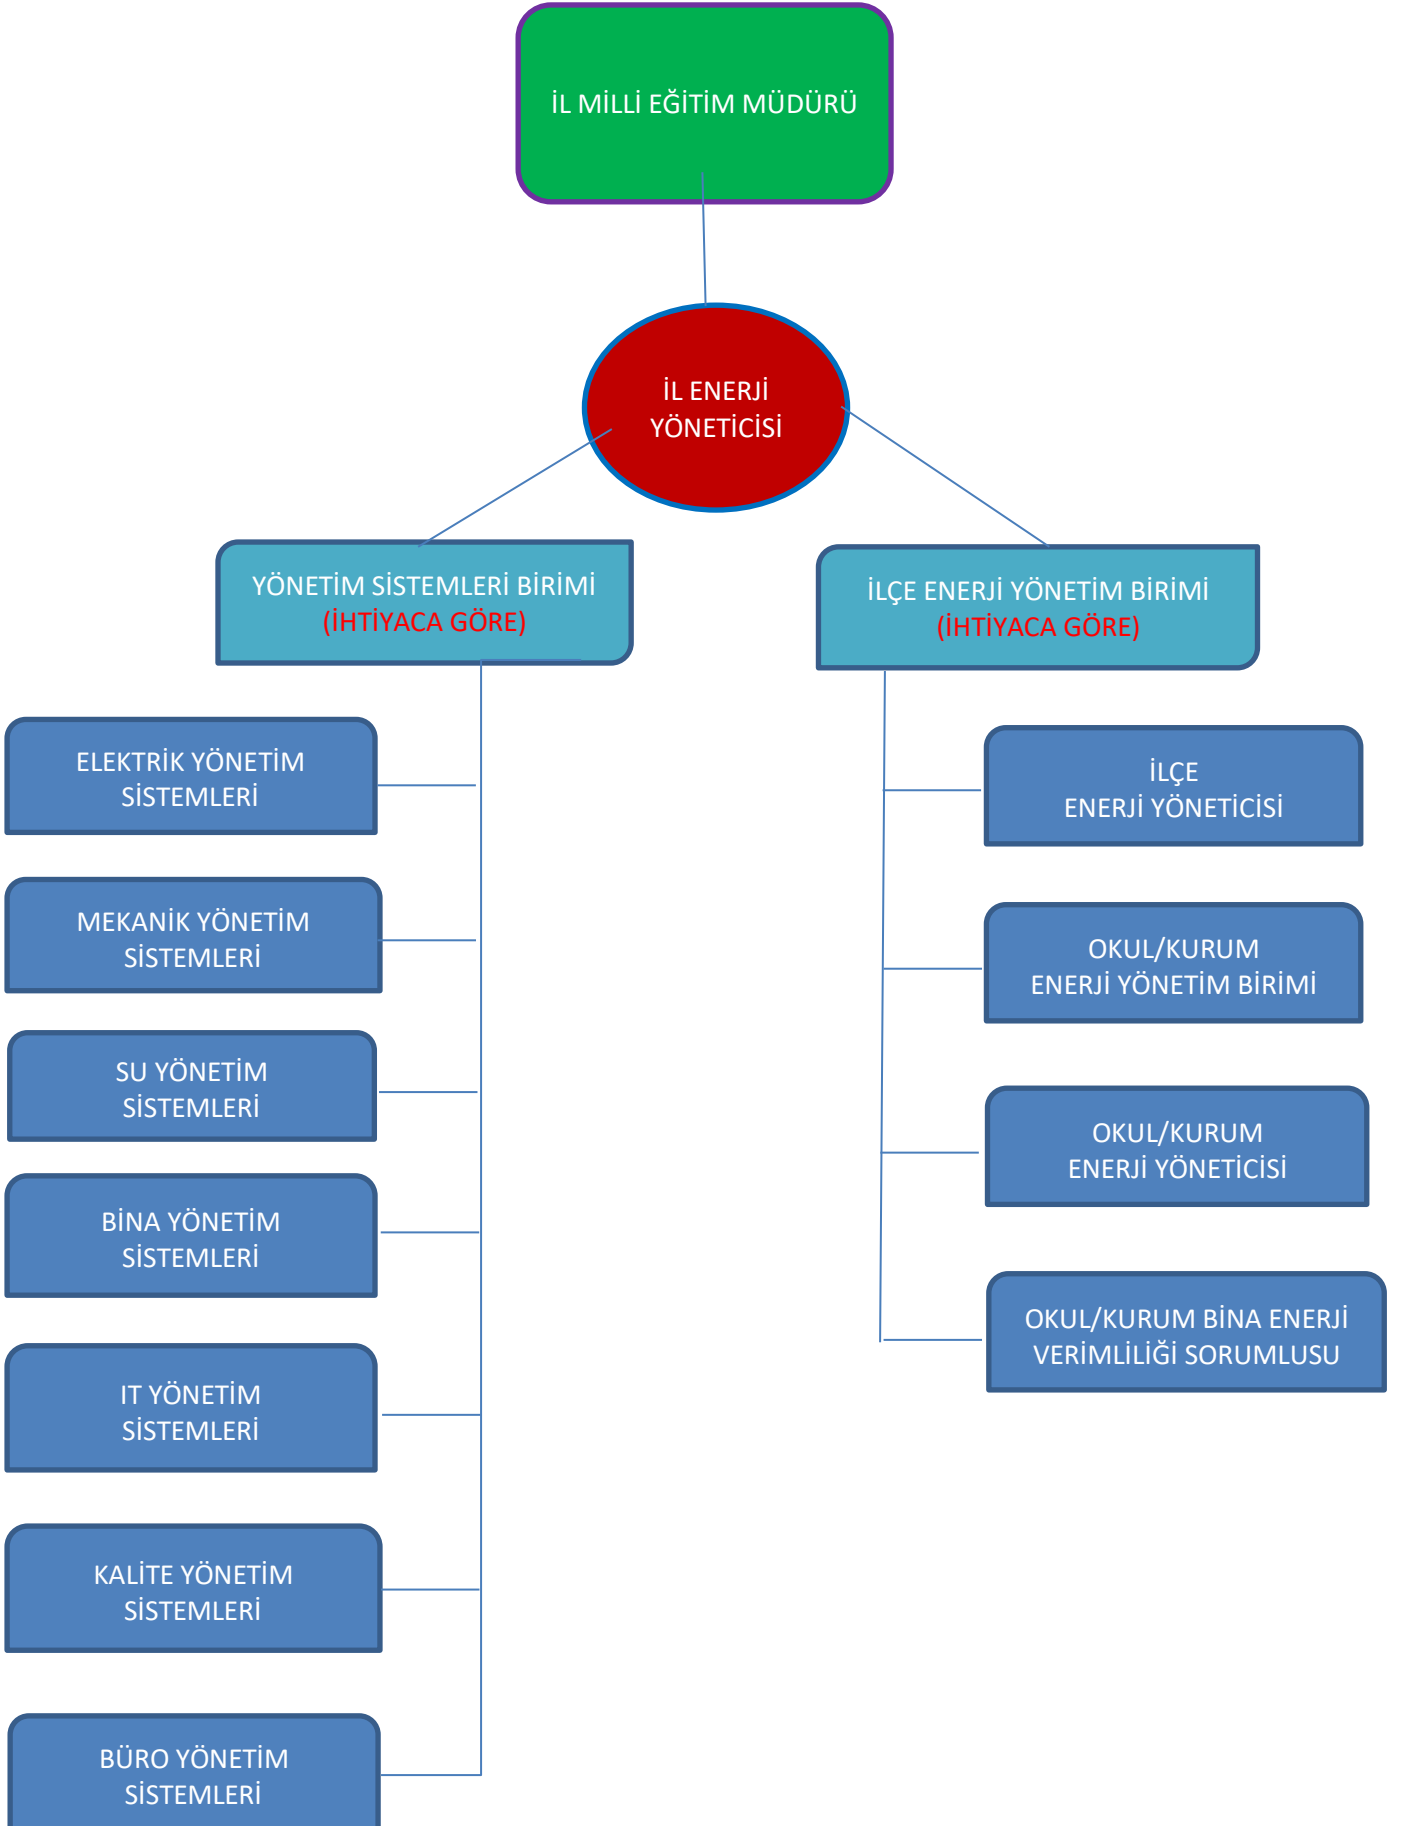 İL MİLLİ EĞİTİM MÜDÜRÜ
İL ENERJİ
YÖNETİCİSİ
YÖNETİM SİSTEMLERİ BİRİMİ
(İHTİYACA GÖRE)
İLÇE ENERJİ YÖNETİM BİRİMİ
(İHTİYACA GÖRE)
ELEKTRİK YÖNETİM
SİSTEMLERİ
MEKANİK YÖNETİM
SİSTEMLERİ
SU YÖNETİM
SİSTEMLERİ
BİNA YÖNETİM
SİSTEMLERİ
IT YÖNETİM
SİSTEMLERİ
KALİTE YÖNETİM
SİSTEMLERİ
BÜRO YÖNETİM
SİSTEMLERİ
İLÇE
ENERJİ YÖNETİCİSİ
OKUL/KURUM
ENERJİ YÖNETİM BİRİMİ
OKUL/KURUM
ENERJİ YÖNETİCİSİ
OKUL/KURUM BİNA ENERJİ
VERİMLİLİĞİ SORUMLUSU